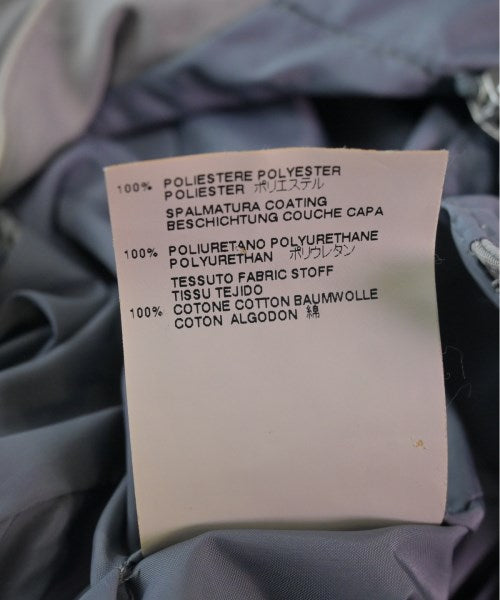 100% POLIESTERE POLYESTER
POLIESTER ポリエステル
SPALMATURA COATING
BESCHICHTUNG COUCHE CAPA
100% POLIURETANO POLYURETHANE
POLYURETHAN ポリウレタン
TESSUTO FABRIC STOFF
TISSU TEJIDO
100% COTONE COTTON BAUMWOLLE
COTON ALGODON 綿